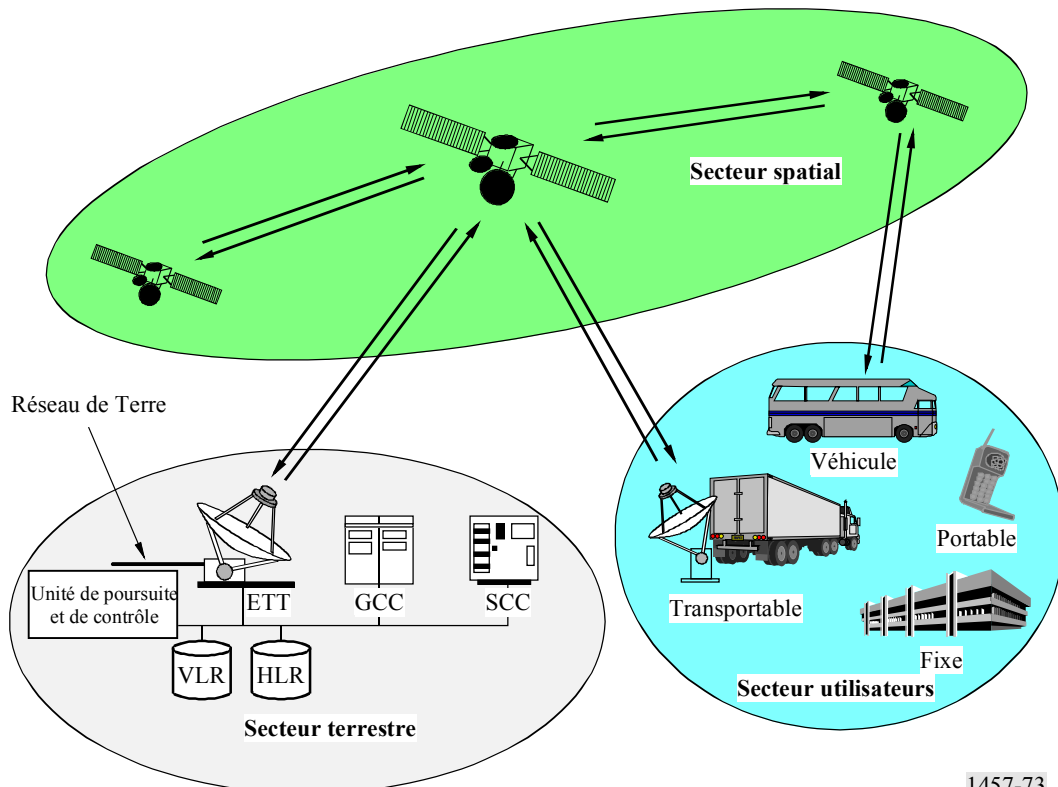 Secteur spatial
Réseau de Terre
Véhicule
Portable
Unité de poursuite
et de contrôle
ETT
GCC
SCC
Transportable
VLR
HLR
Fixe
Secteur utilisateurs
Secteur terrestre
1457-73